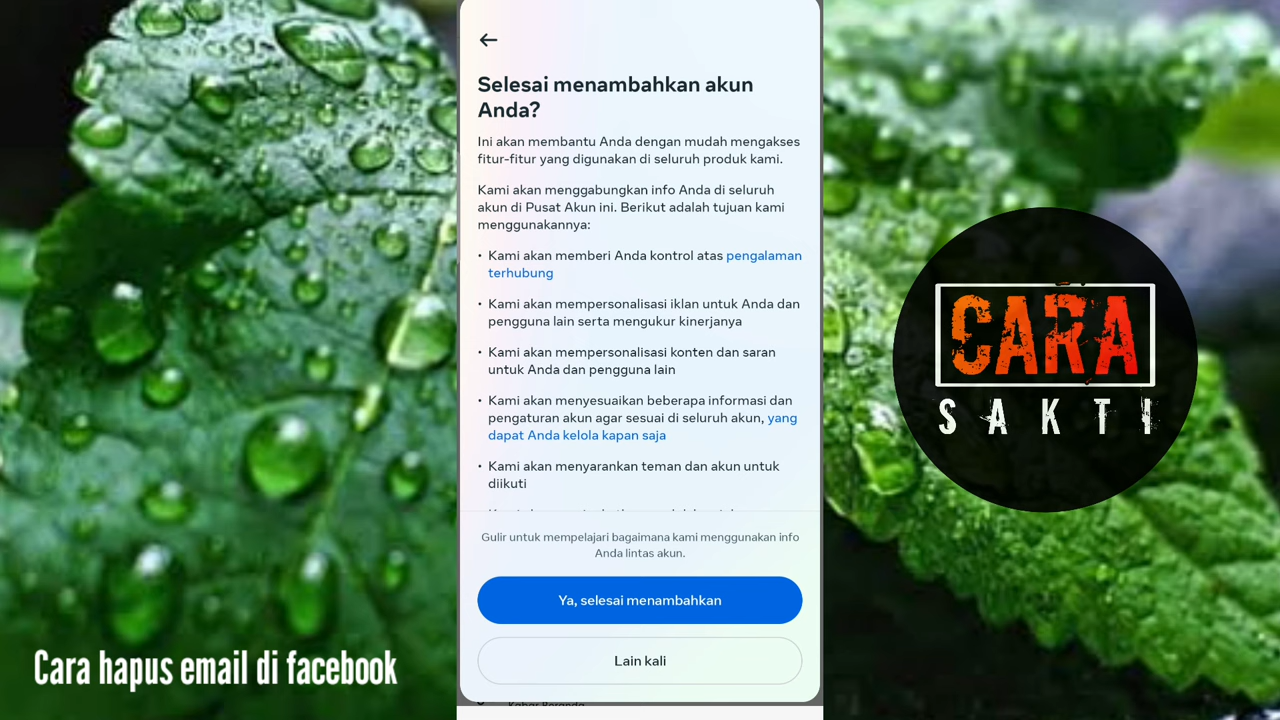 Selesai menambahkan akun
Anda?
Ini akan membantu Anda dengan mudah mengakses
fitur-fitur yang digunakan di seluruh produk kami.
Kami akan menggabungkan info Anda di seluruh
akun di Pusat Akun ini. Berikut adalah tujuan kami
menggunakannya:
• Kami akan memberi Anda kontrol atas pengalaman
terhubung
• Kami akan mempersonalisasi iklan untuk Anda dan
pengguna lain serta mengukur kinerjanya
• Kami akan mempersonalisasi konten dan saran
untuk Anda dan pengguna lain
• Kami akan menyesuaikan beberapa informasi dan
pengaturan akun agar sesuai di seluruh akun, yang
dapat Anda kelola kapan saja
• Kami akan menyarankan teman dan akun untuk
diikuti
Gulir untuk mempelajari bagaimana kami menggunakan info
Anda lintas akun.
Ya, selesai menambahkan
Lain kali
Kabar Beranda
CARA
SAKTI
Cara hapus email di facebook